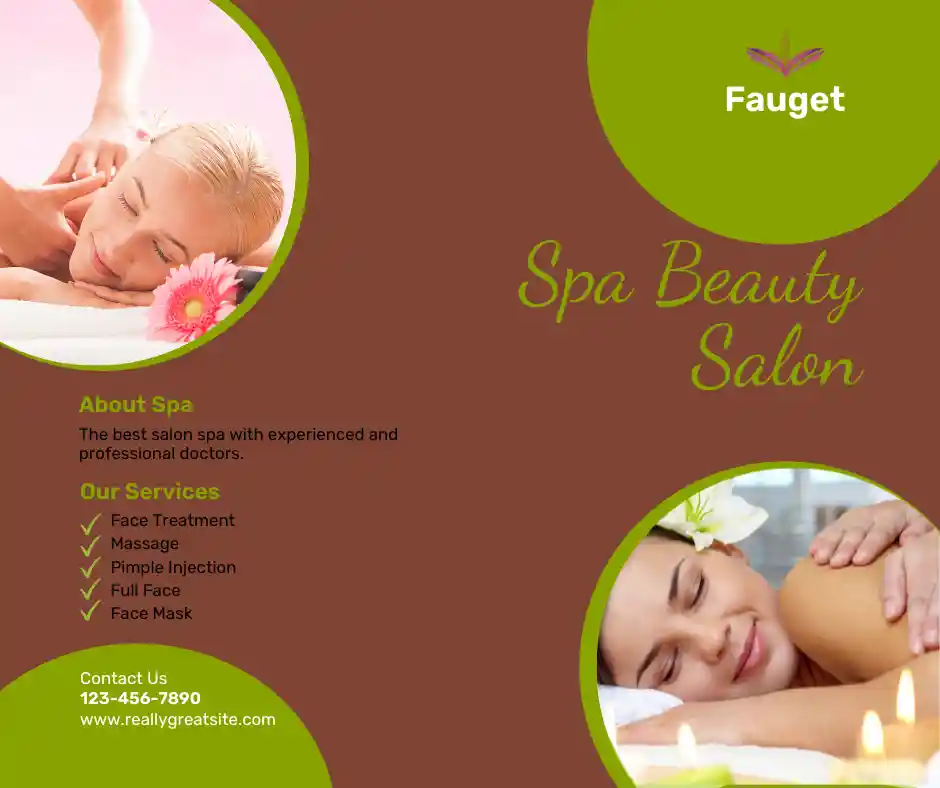 Fauget
Spa Beauty
Salon
About Spa
The best salon spa with experienced and
professional doctors.
Our Services
Face Treatment
Massage
Pimple Injection
Full Face
Face Mask
Contact Us
123-456-7890
www.reallygreatsite.com